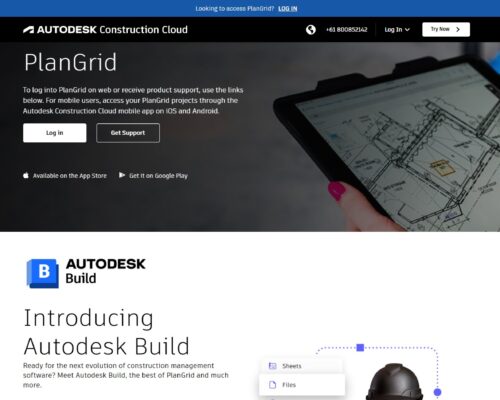 Looking to access PlanGrid? LOG IN
AUTODESK Construction Cloud
+61 800852142
Log In
Try Now
PlanGrid
To log into PlanGrid on web or receive product support, use the links
below. For mobile users, access your PlanGrid projects through the
Autodesk Construction Cloud mobile app on iOS and Android.
Log in
Get Support
Available on the App Store
Get it on Google Play
B
AUTODESK
Build
Introducing
Autodesk Build
Ready for the next evolution of construction management
software? Meet Autodesk Build, the best of PlanGrid and much
more.
Sheets
Files